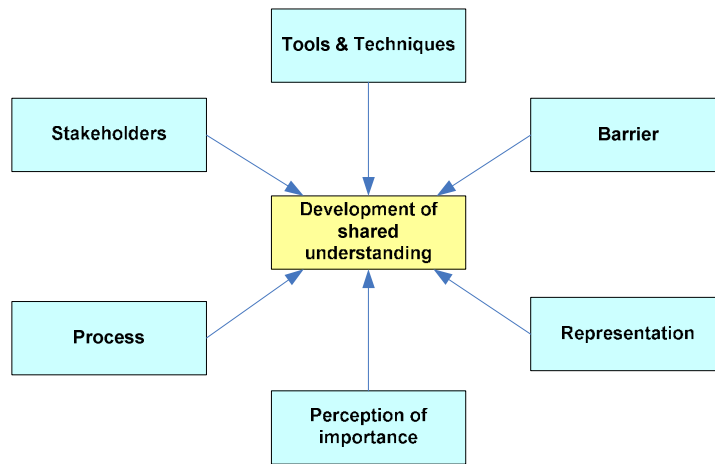 Tools & Techniques
Stakeholders
Barrier
Development of
shared
understanding
Process
Representation
Perception of
importance